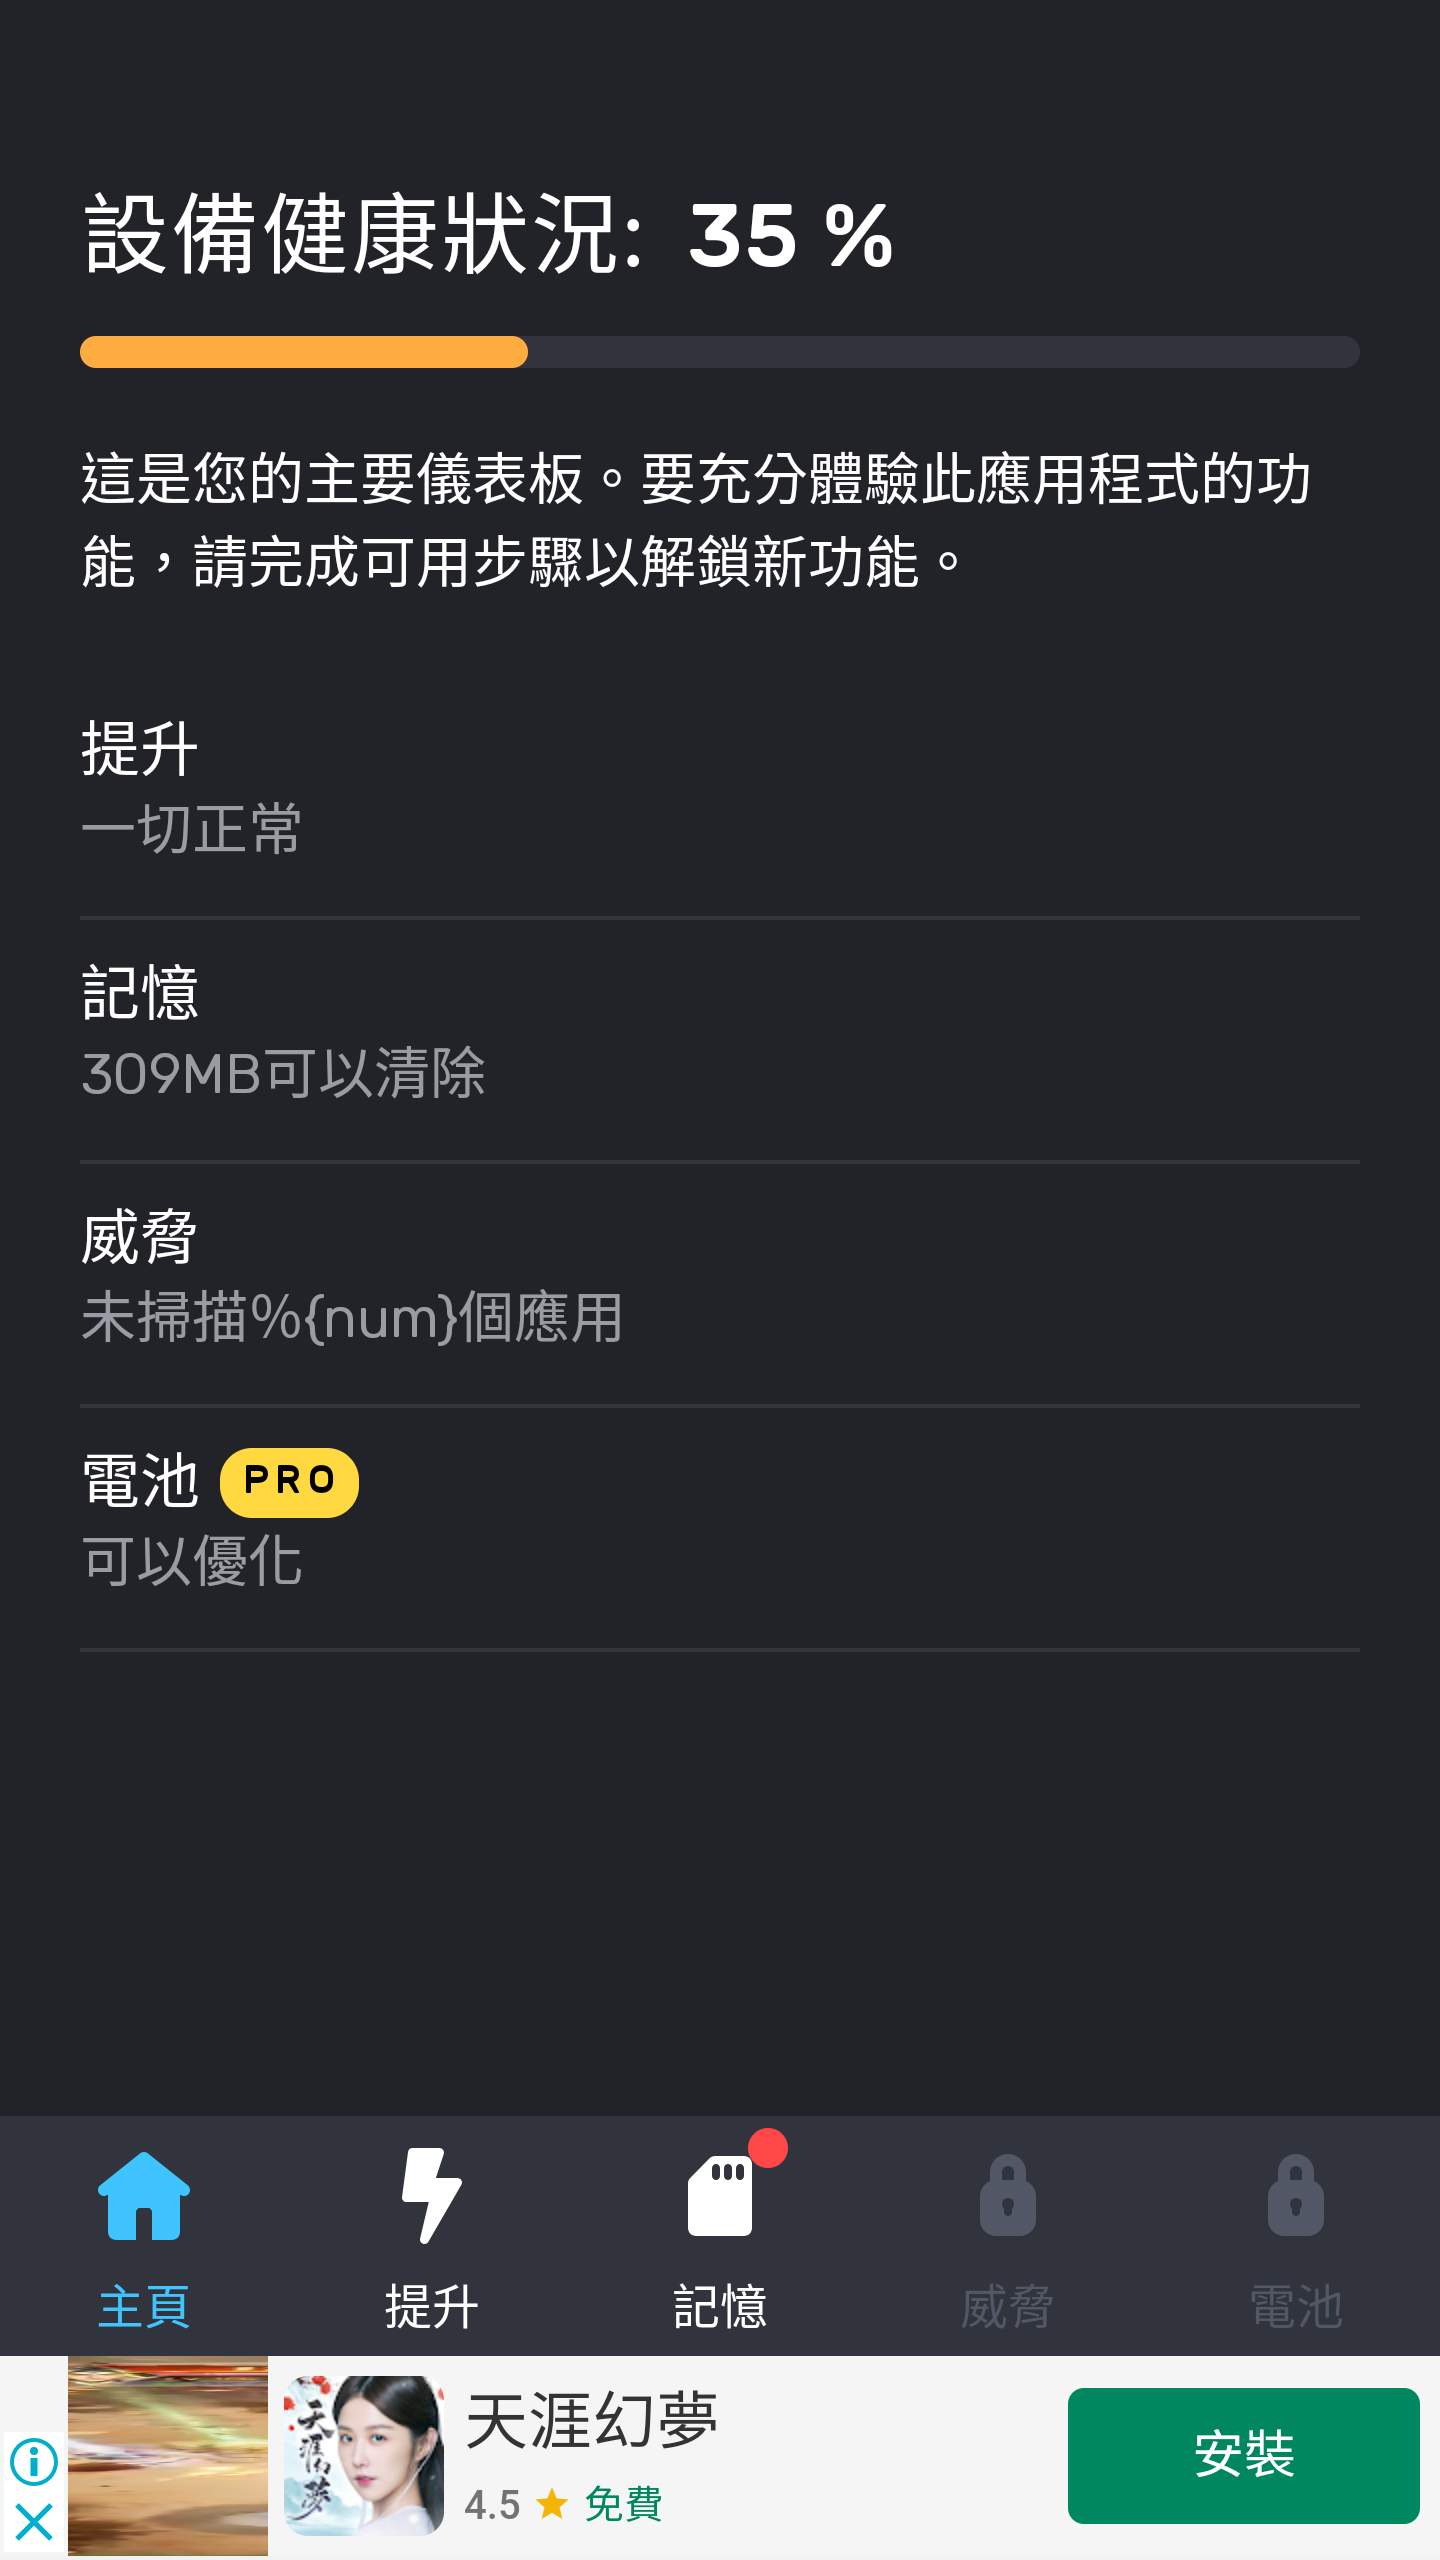 設備健康狀況: 35 %
這是您的主要儀表板。要充分體驗此應用程式的功
能，請完成可用步驟以解鎖新功能。
提升
一切正常
記憶
309MB可以清除
威脅
未掃描%{num}個應用
電池 PRO
可以優化
主頁
提升
記憶
威脅
電池
天涯幻夢
天涯幻夢
4.5 ★ 免費
安裝